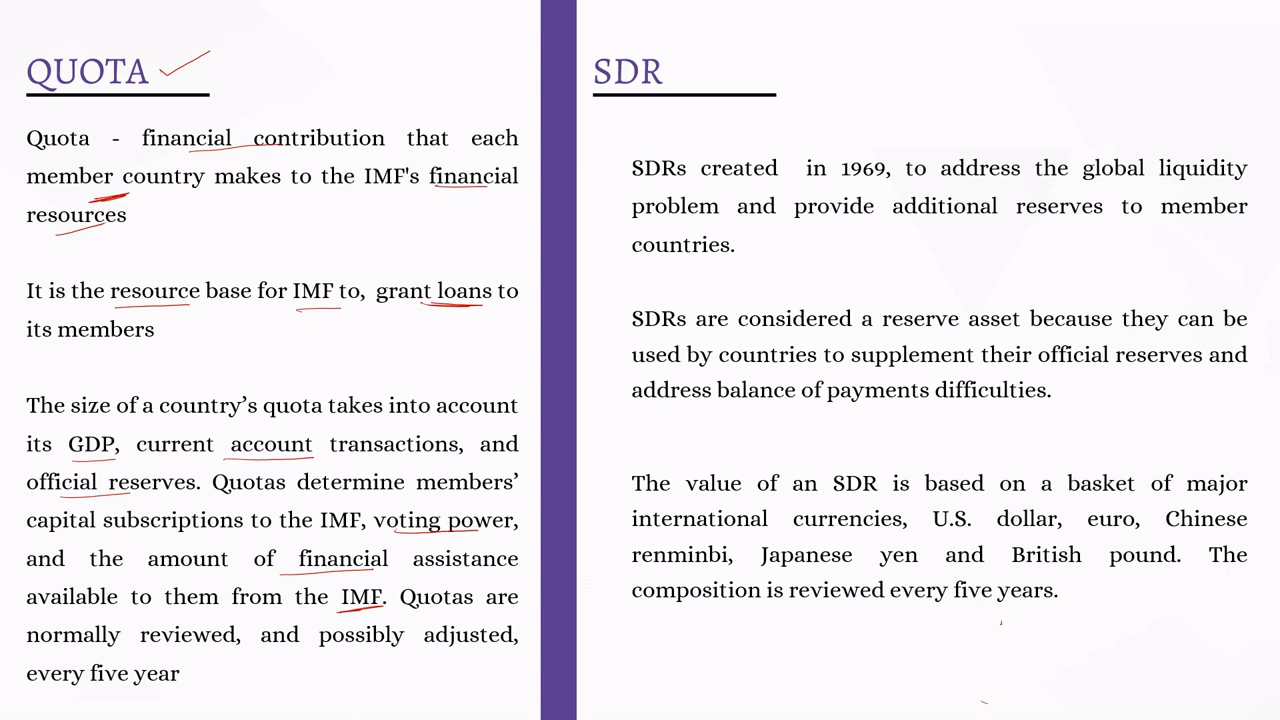 QUOTA
Quota - financial contribution that each
member country makes to the IMF's financial
resources
It is the resource base for IMF to, grant loans to
its members
The size of a country’s quota takes into account
its GDP, current account transactions, and
official reserves. Quotas determine members’
capital subscriptions to the IMF, voting power,
and the amount of financial assistance
available to them from the IMF. Quotas are
normally reviewed, and possibly adjusted,
every five year
SDR
SDRs created in 1969, to address the global liquidity
problem and provide additional reserves to member
countries.
SDRs are considered a reserve asset because they can be
used by countries to supplement their official reserves and
address balance of payments difficulties.
The value of an SDR is based on a basket of major
international currencies, U.S. dollar, euro, Chinese
renminbi, Japanese yen and British pound. The
composition is reviewed every five years.